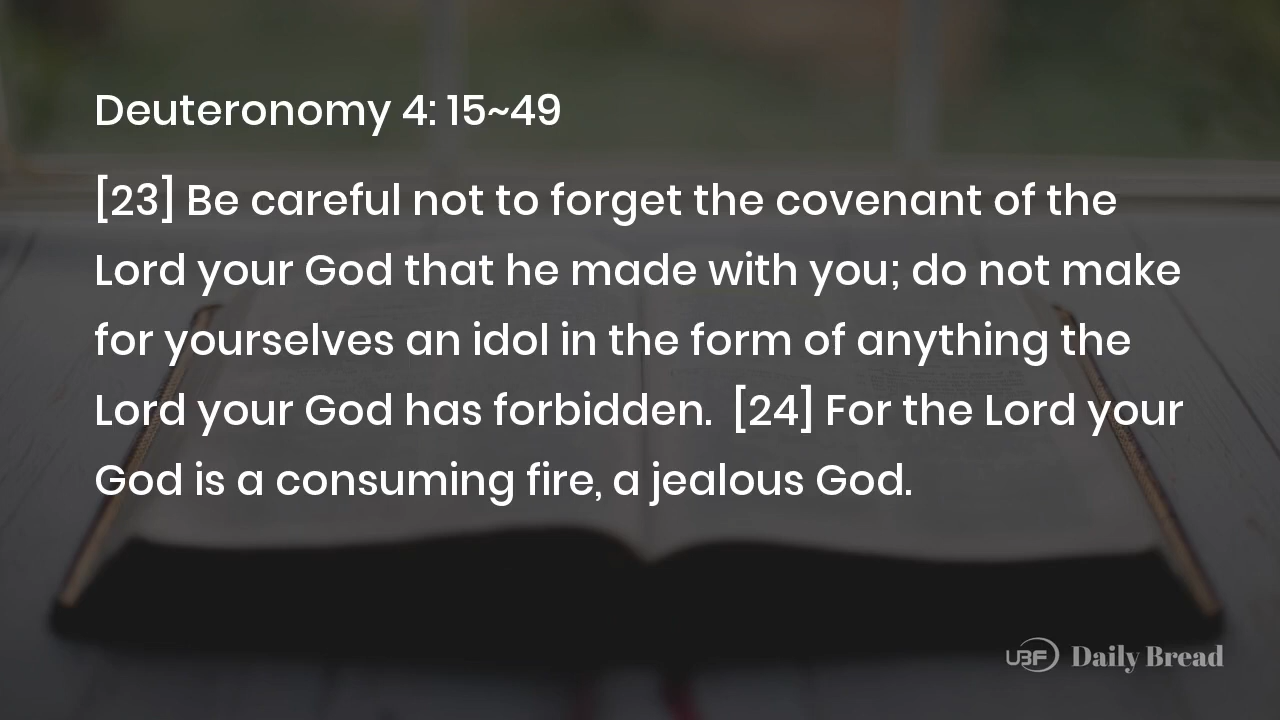 Deuteronomy 4: 15~49
[23] Be careful not to forget the covenant of the
Lord your God that he made with you; do not make
for yourselves an idol in the form of anything the
Lord your God has forbidden.  [24] For the Lord your
God is a consuming fire, a jealous God.
UBF Daily Bread